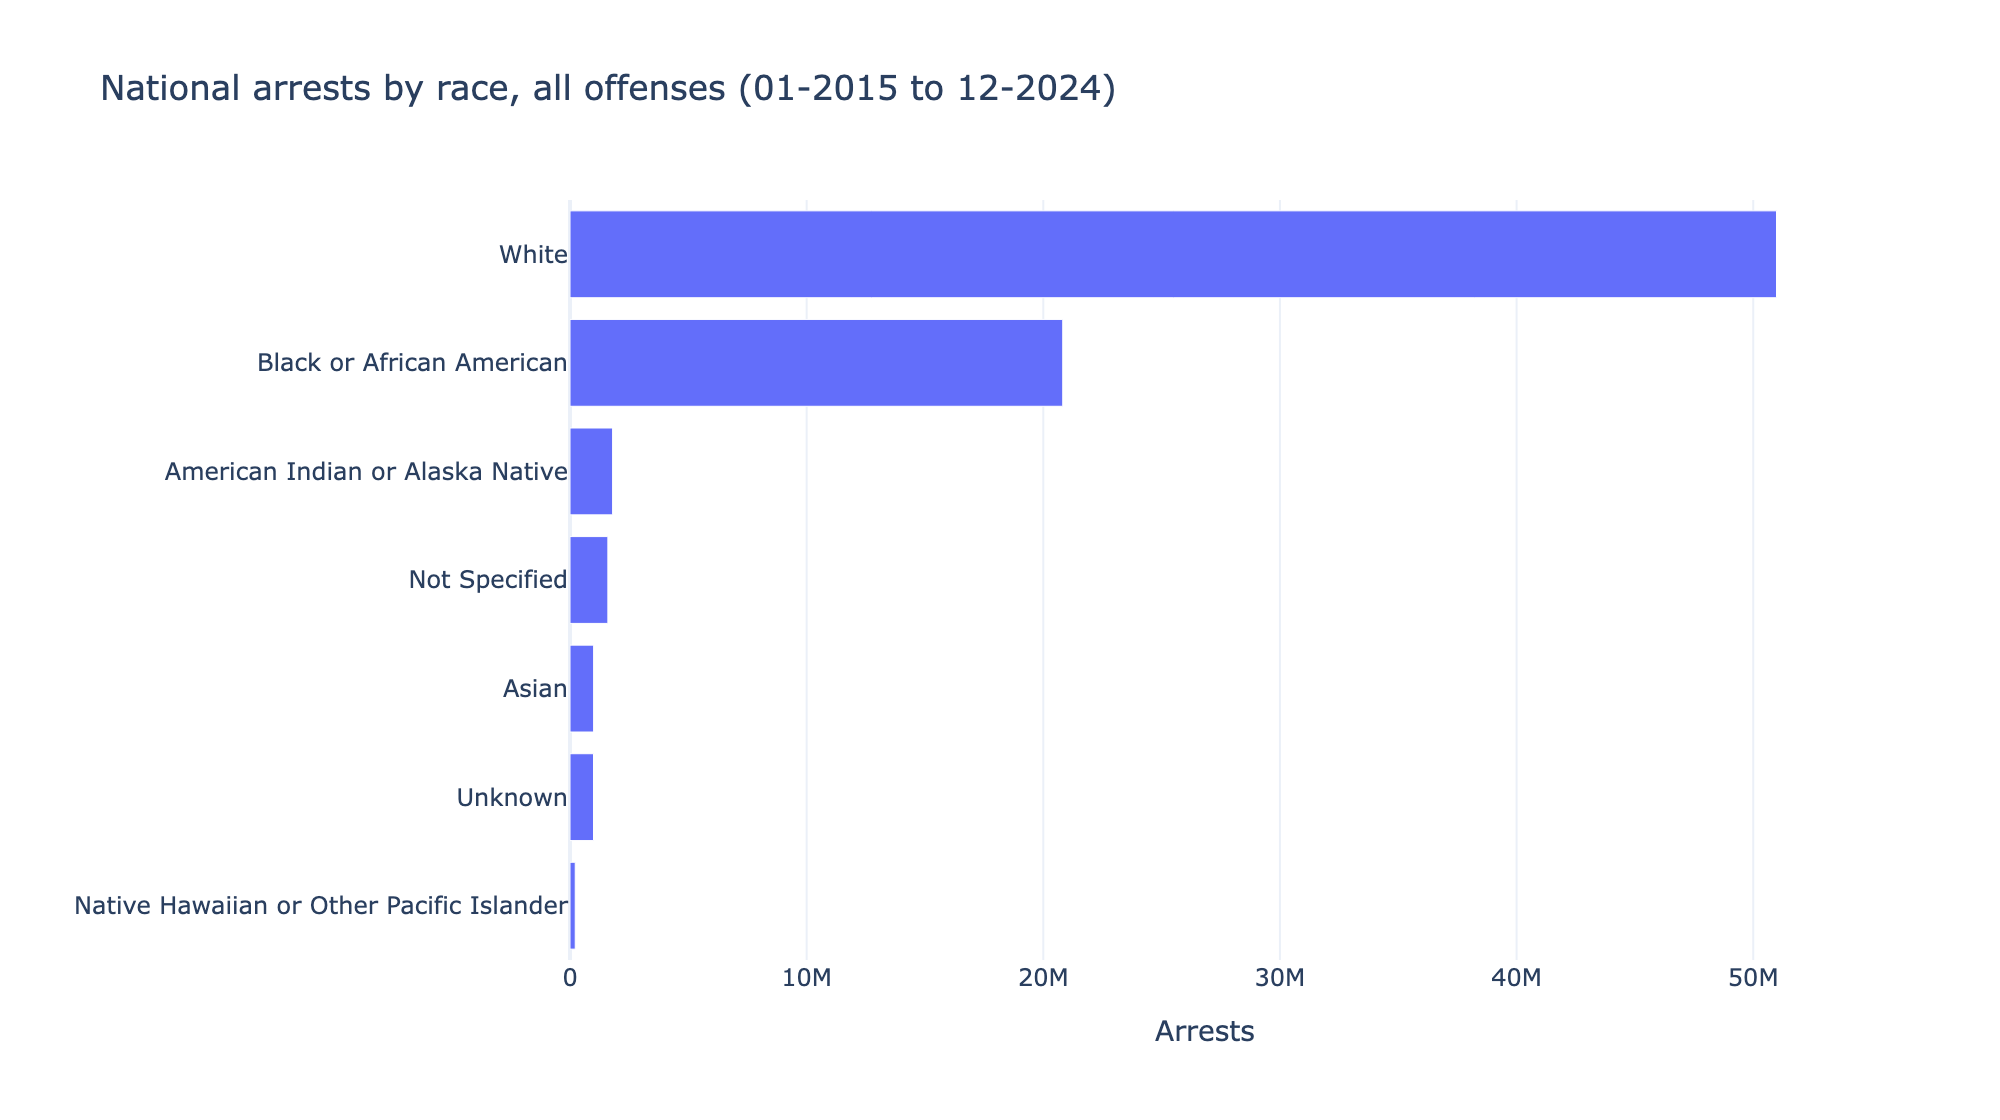 National arrests by race, all offenses (01-2015 to 12-2024)
White
Black or African American
American Indian or Alaska Native
Not Specified
Asian
Unknown
Native Hawaiian or Other Pacific Islander
0 10M 20M 30M 40M 50M
Arrests